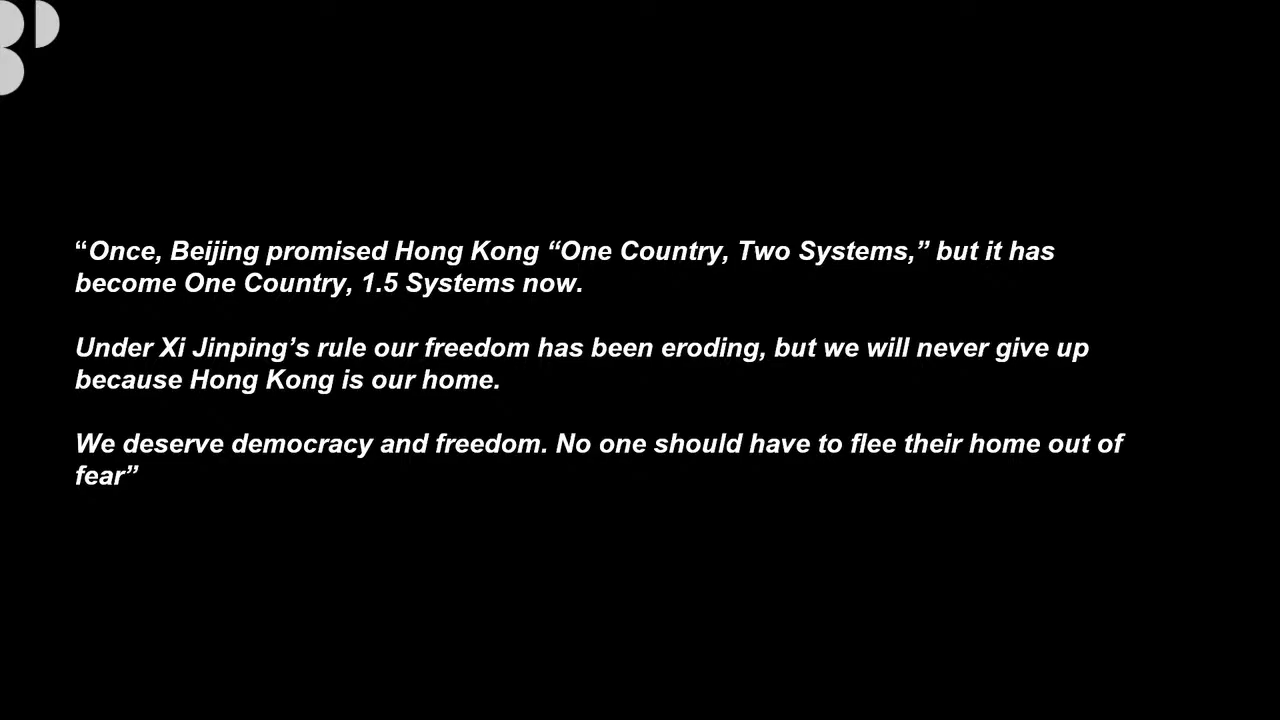 “Once, Beijing promised Hong Kong “One Country, Two Systems,” but it has
become One Country, 1.5 Systems now.
Under Xi Jinping’s rule our freedom has been eroding, but we will never give up
because Hong Kong is our home.
We deserve democracy and freedom. No one should have to flee their home out of
fear”